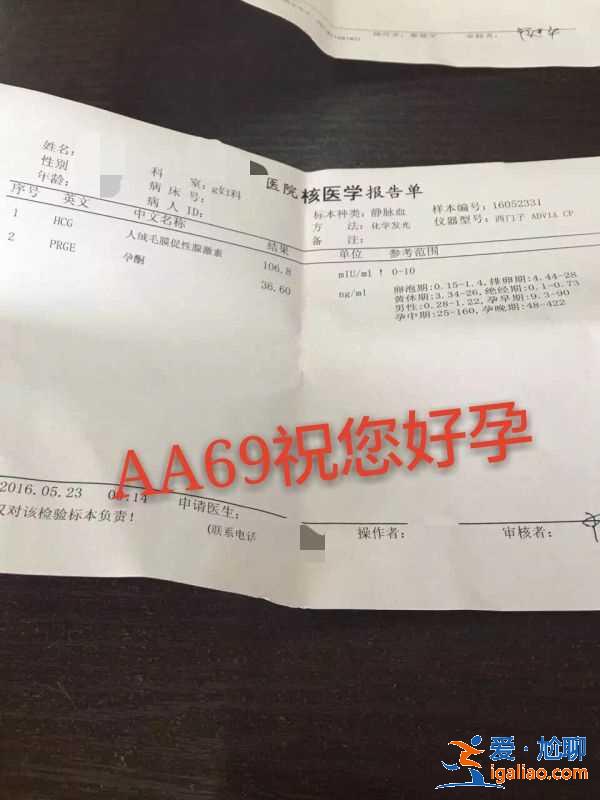 医院核医学报告单
姓名：
性别
科 室：g妇科
标本种类：静脉血 样本编号：16052331
年龄：
病床号：
方 法：化学发光 仪器型号：西门子 ADVIA CP
病人ID：
备 注：
序号 英文 中文名称 结果 单位 参考范围
1 HCG 人绒毛膜促性腺激素 106.8 mIU/ml ↑ 0-10
2 PRGE 孕酮 36.60 ng/ml 卵泡期:0.15-1.4,排卵期:4.44-28
黄体期:3.34-26,绝经期:0.1-0.73
男性:0.28-1.22,孕早期:9.3-90
孕中期:25-160,孕晚期:48-422
AA69祝您好孕
2016.05.23 申请医生： 操作者： 审核者：
对该检验标本负责！ (联系电话
爱·尬聊
igaliao.com